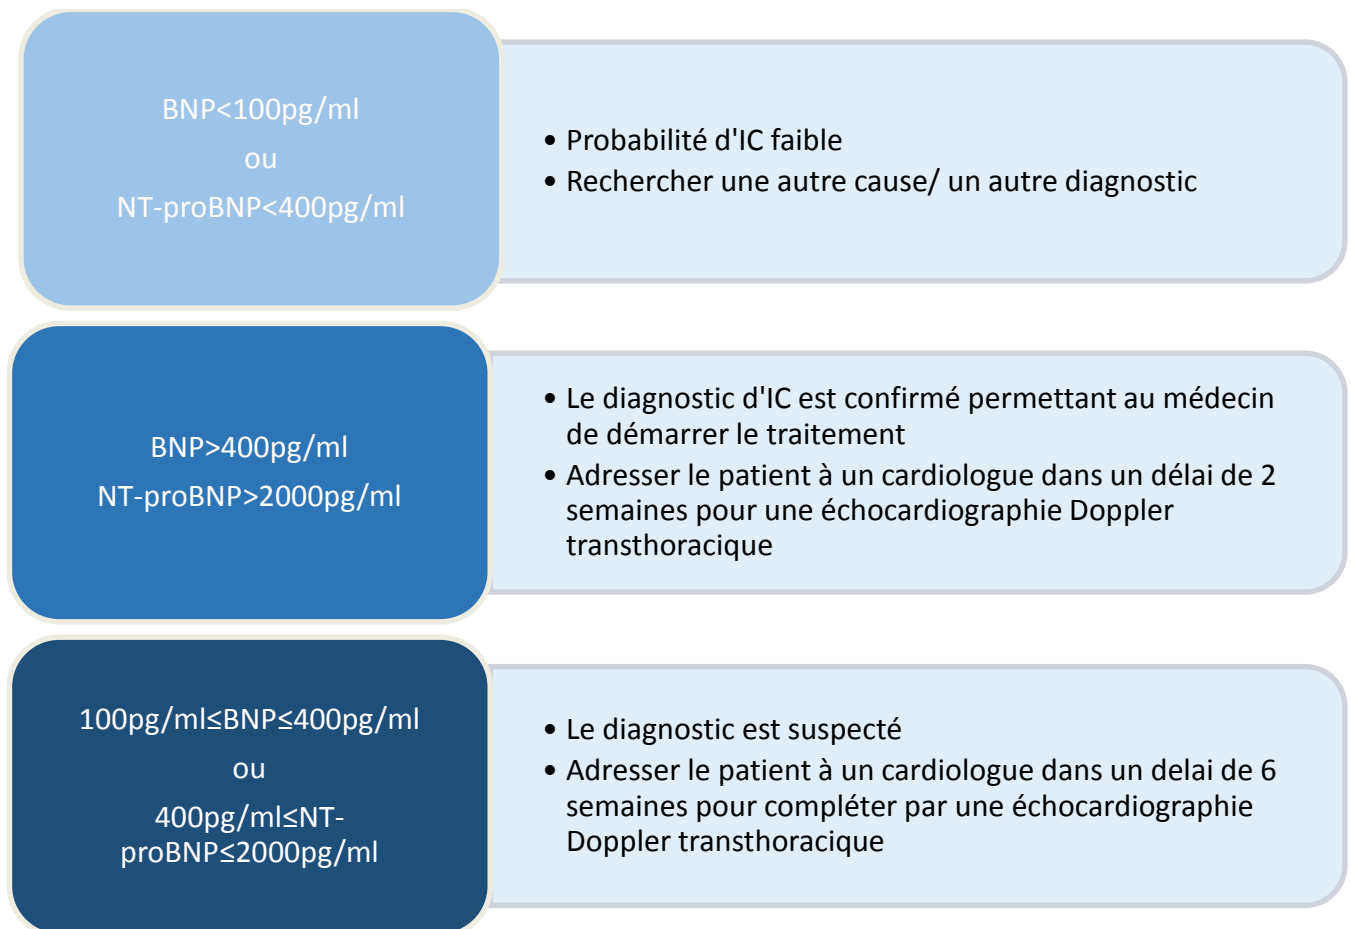 BNP<100pg/ml
ou
NT-proBNP<400pg/ml
• Probabilité d'IC faible
• Rechercher une autre cause/ un autre diagnostic
BNP>400pg/ml
NT-proBNP>2000pg/ml
• Le diagnostic d'IC est confirmé permettant au médecin
de démarrer le traitement
• Adresser le patient à un cardiologue dans un délai de 2
semaines pour une échocardiographie Doppler
transthoracique
100pg/ml≤BNP≤400pg/ml
ou
400pg/ml≤NT-
proBNP≤2000pg/ml
• Le diagnostic est suspecté
• Adresser le patient à un cardiologue dans un delai de 6
semaines pour compléter par une échocardiographie
Doppler transthoracique